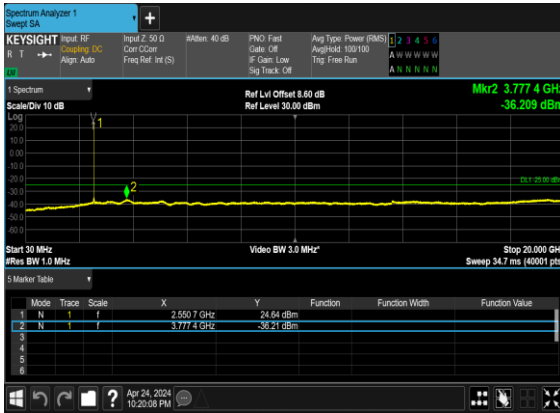 Spectrum Analyzer 1
Swept SA
+
KEYSIGHT Input: RF Input Z: 50 Ω #Atten: 40 dB PNO: Fast Avg Type: Power (RMS) 1 2 3 4 5 6
R T Coupling: DC Corr CCorr Gate: Off Avg|Hold: 100/100 A W W W W W
Align: Auto Freq Ref: Int (S) IF Gain: Low Trig: Free Run
Sig Track: Off A N N N N N
1 Spectrum
Scale/Div 10 dB
Ref Lvl Offset 8.60 dB
Ref Level 30.00 dBm
Mkr2 3.777 4 GHz
-36.209 dBm
Log
20.0
10.0
0.00
-10.0
-20.0
-30.0
-40.0
-50.0
-60.0
1
2
DL1 -25.00 dBm
Start 30 MHz Video BW 3.0 MHz* Stop 20.000 GH
#Res BW 1.0 MHz Sweep 34.7 ms (40001 pts
5 Marker Table
Mode Trace Scale X Y Function Function Width Function Value
1 N 1 f 2.550 7 GHz 24.64 dBm
2 N 1 f 3.777 4 GHz -36.21 dBm
3
4
5
6
?
Apr 24, 2024
10:20:08 PM